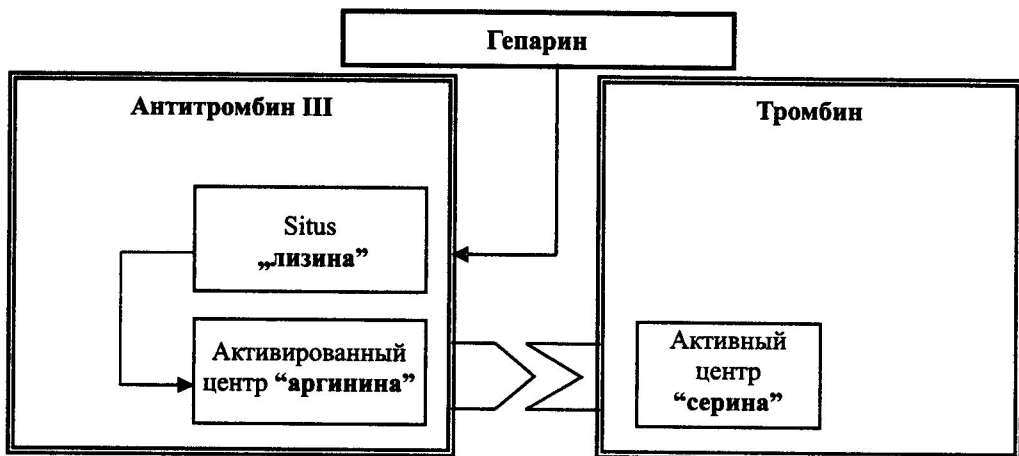 Гепарин
Антитромбин III
Тромбин
Situs
„лизина”
Активированный
центр “аргинина”
Активный
центр
“серина”